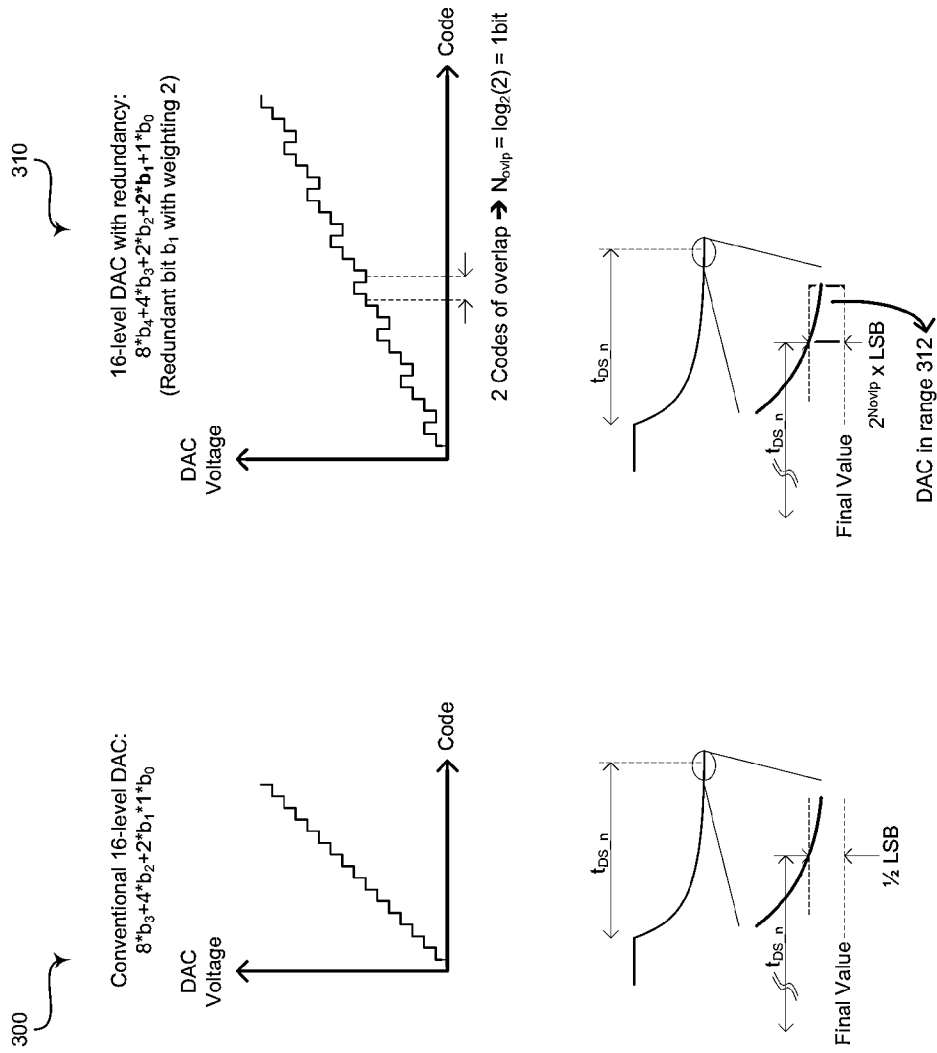 300
Conventional 16-level DAC:
8*b3+4*b2+2*b1*1*b0
DAC
Voltage
Code
tDS_n
tDS_n
Final Value
½ LSB
310
16-level DAC with redundancy:
8*b4+4*b3+2*b2+2*b1+1*b0
(Redundant bit b1 with weighting 2)
DAC
Voltage
Code
2 Codes of overlap ➔ Novlp = log2(2) = 1bit
tDS_n
tDS_n
Final Value
2^Novlp x LSB
DAC in range 312